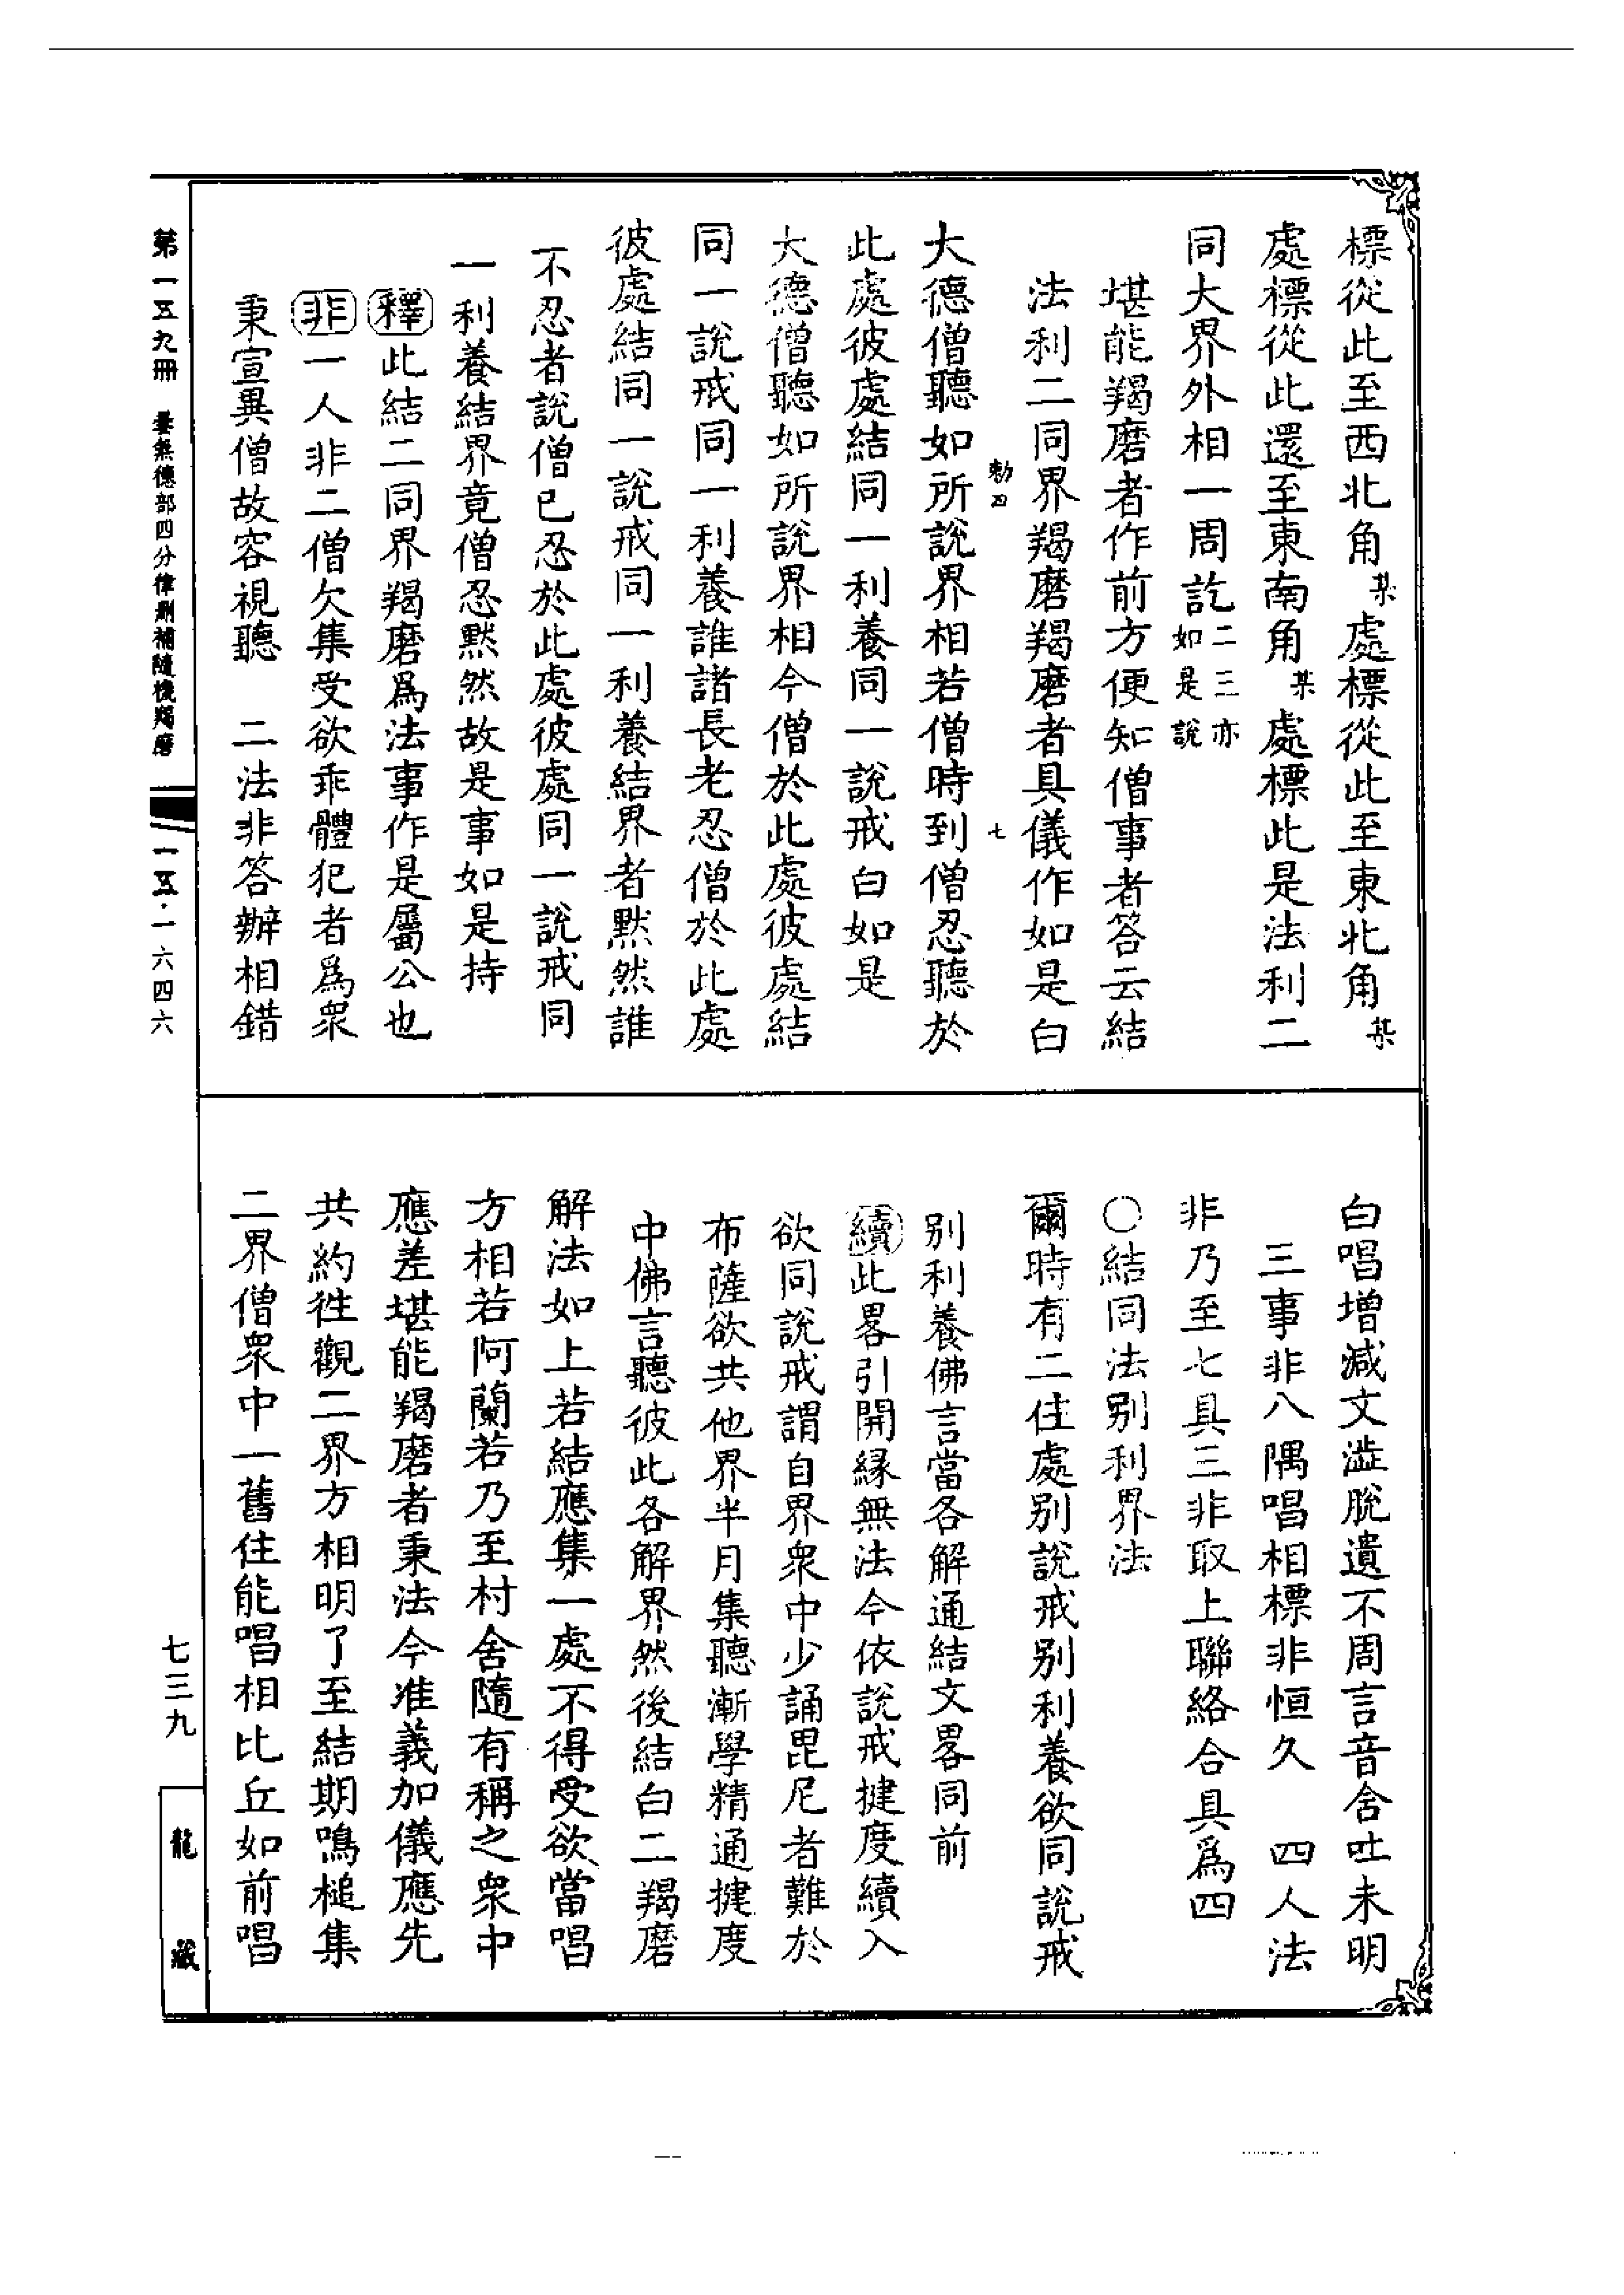 標從此至西北角某處標從此至東北角某
處標從此還至東南角某處標此是法利二
同大界外相一周訖二三亦如是說
堪能羯磨者作前方便知僧事者答云結
法利二同界羯磨羯磨者具儀作如是白
勅四 七
大德僧聽如所說界相若僧時到僧忍聽於
此處彼處結同一利養同一說戒白如是
大德僧聽如所說界相今僧於此處彼處結
同一說戒同一利養誰諸長老忍僧於此處
彼處結同一說戒同一利養結界者默然誰
不忍者說僧已忍於此處彼處同一說戒同
一利養結界竟僧忍默然故是事如是持
釋此結二同界羯磨爲法事作是屬公也
非一人非二僧欠集受欲乖體犯者爲衆
秉宣異僧故容視聽 二法非答辦相錯
白唱增減文澁脫遺不周言音舍吐未明
三事非八隅唱相標非恒久 四人法
非乃至七具三非取上聯絡合具爲四
○結同法別利界法
爾時有二住處別說戒別利養欲同說戒
別利養佛言當各解通結文畧同前
續此畧引開緣無法今依說戒揵度續入
欲同說戒謂自界衆中少誦毘尼者難於
布薩欲共他界半月集聽漸學精通揵度
中佛言聽彼此各解界然後結白二羯磨
解法如上若結應集一處不得受欲當唱
方相若阿蘭若乃至村舍隨有稱之衆中
應差堪能羯磨者秉法今准義加儀應先
共約徃觀二界方相明了至結期鳴槌集
二界僧衆中一舊住能唱相比丘如前唱
第一五九冊 曇無德部四分律刪補隨機羯磨
一五·一六四六
七三九
龍藏